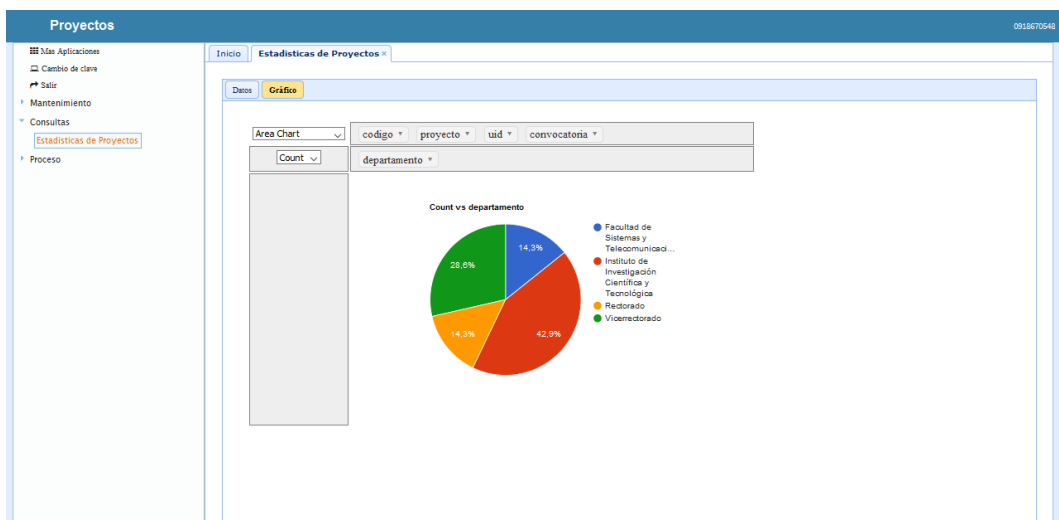 Proyectos
0918670548
Mas Aplicaciones
Cambio de clave
Salir
Mantenimiento
Consultas
Estadisticas de Proyectos
Proceso
Inicio
Estadisticas de Proyectos ×
Datos
Gráfico
Area Chart
codigo ▾ proyecto ▾ uid ▾ convocatoria ▾
Count
departamento ▾
Count vs departamento
14,3%
28,6%
14,3%
42,9%
Facultad de
Sistemas y
Telecomunicaci...
Instituto de
Investigación
Científica y
Tecnológica
Rectorado
Vicerrectorado